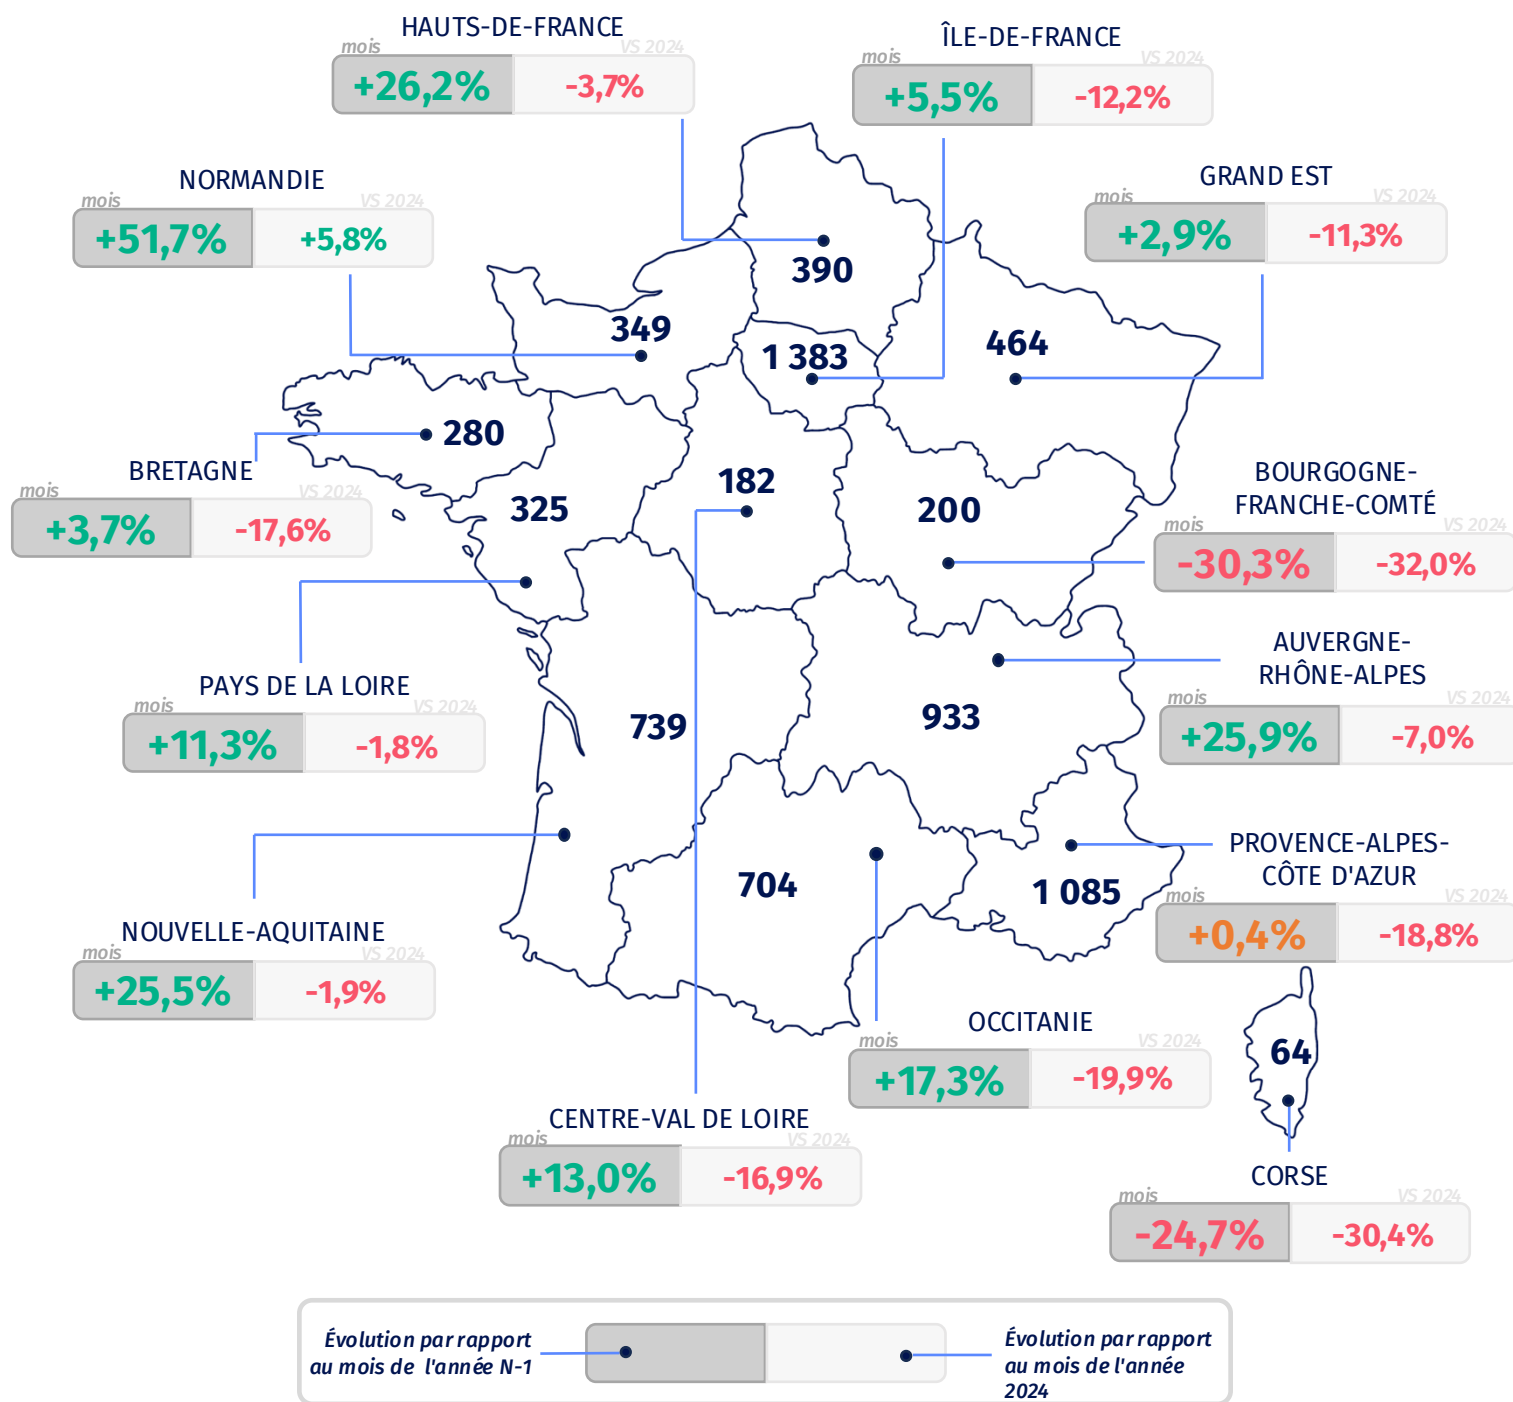 HAUTS-DE-FRANCE
mois VS 2024
+26,2% -3,7%
ÎLE-DE-FRANCE
mois VS 2024
+5,5% -12,2%
NORMANDIE
mois VS 2024
+51,7% +5,8%
GRAND EST
mois VS 2024
+2,9% -11,3%
390
349
1 383
464
280
182
325
200
BRETAGNE
mois VS 2024
+3,7% -17,6%
BOURGOGNE-
FRANCHE-COMTÉ
mois VS 2024
-30,3% -32,0%
PAYS DE LA LOIRE
mois VS 2024
+11,3% -1,8%
AUVERGNE-
RHÔNE-ALPES
mois VS 2024
+25,9% -7,0%
739
933
704
1 085
PROVENCE-ALPES-
CÔTE D'AZUR
mois VS 2024
+0,4% -18,8%
NOUVELLE-AQUITAINE
mois VS 2024
+25,5% -1,9%
OCCITANIE
mois VS 2024
+17,3% -19,9%
64
CENTRE-VAL DE LOIRE
mois VS 2024
+13,0% -16,9%
CORSE
mois VS 2024
-24,7% -30,4%
Évolution par rapport
au mois de l'année N-1
Évolution par rapport
au mois de l'année
2024